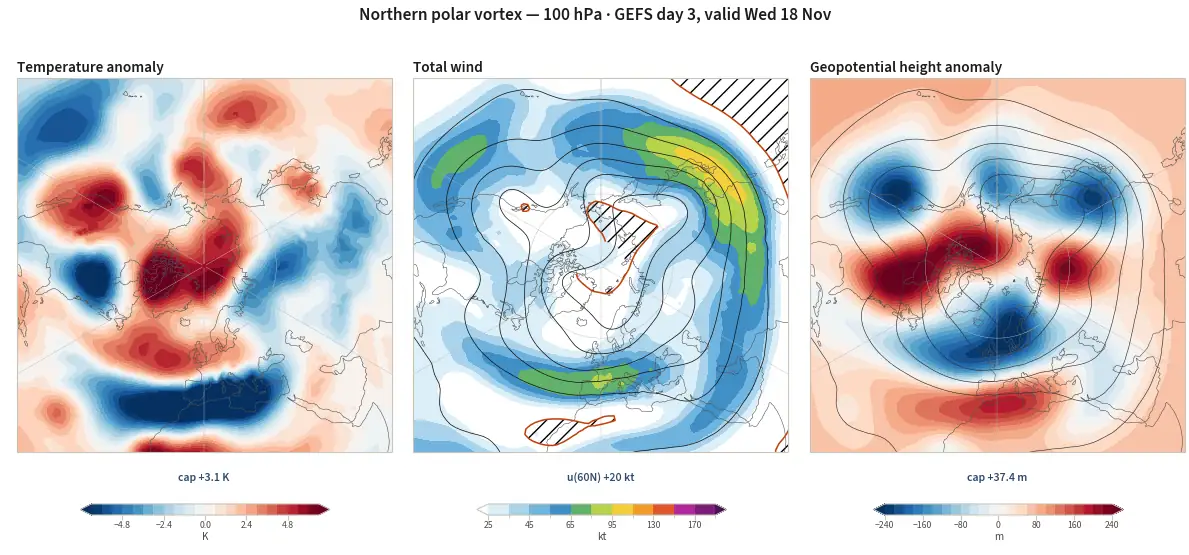 Northern polar vortex — 100 hPa · GEFS day 3, valid Wed 18 Nov
Temperature anomaly
Total wind
Geopotential height anomaly
cap +3.1 K
u(60N) +20 kt
cap +37.4 m
−4.8 −2.4 0.0 2.4 4.8
K
25 45 65 95 130 170
kt
−240 −160 −80 0 80 160 240
m